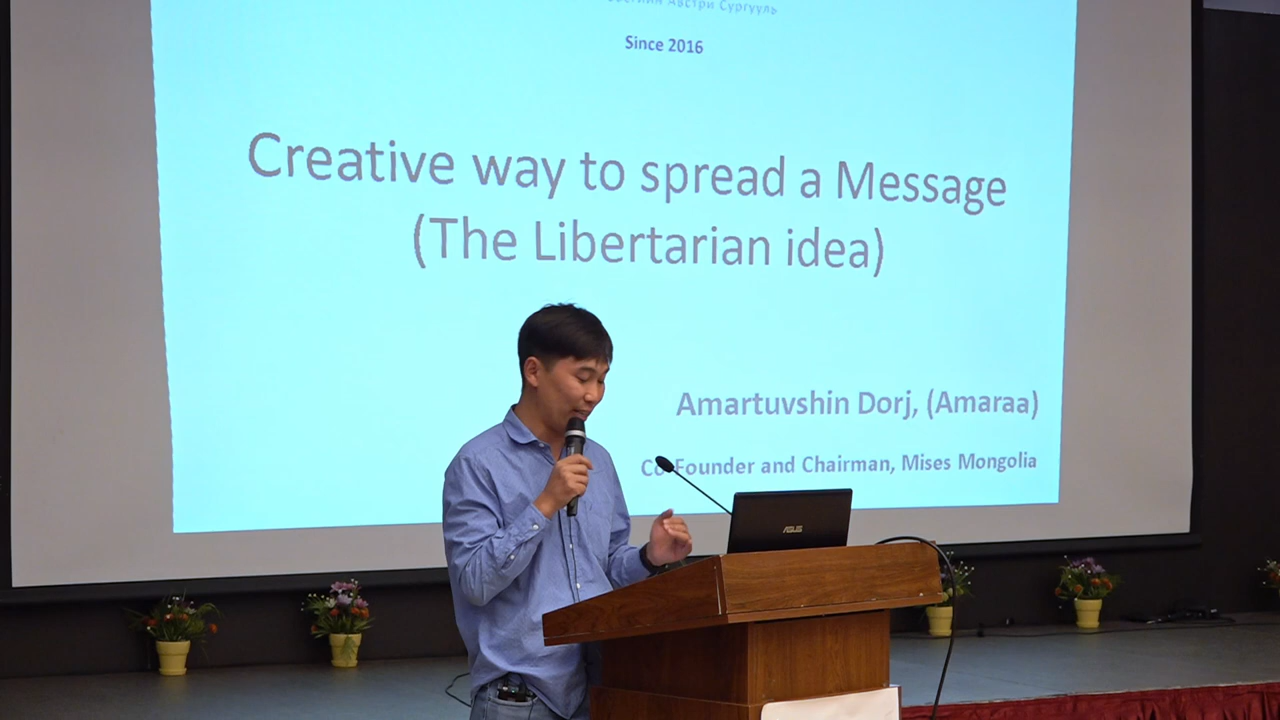 Австри Сургууль
Since 2016
Creative way to spread a Message
(The Libertarian idea)
Amartuvshin Dorj, (Amaraa)
Co-Founder and Chairman, Mises Mongolia
ASUS